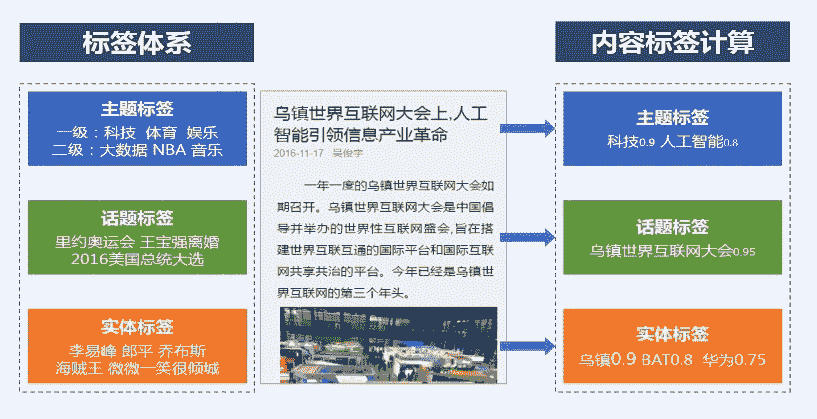 标签体系
主题标签
一级：科技 体育 娱乐
二级：大数据 NBA 音乐
话题标签
里约奥运会 王宝强离婚
2016美国总统大选
实体标签
李易峰 郎平 乔布斯
海贼王 微微一笑很倾城
乌镇世界互联网大会上,人工
智能引领信息产业革命
2016-11-17 吴俊宇
一年一度的乌镇世界互联网大会如
期召开。乌镇世界互联网大会是中国倡
导并举办的世界性互联网盛会,旨在搭
建世界互联互通的国际平台和国际互联
网共享共治的平台。今年已经是乌镇世
界互联网的第三个年头。
内容标签计算
主题标签
科技0.9 人工智能0.8
话题标签
乌镇世界互联网大会0.95
实体标签
乌镇0.9 BAT0.8 华为0.75